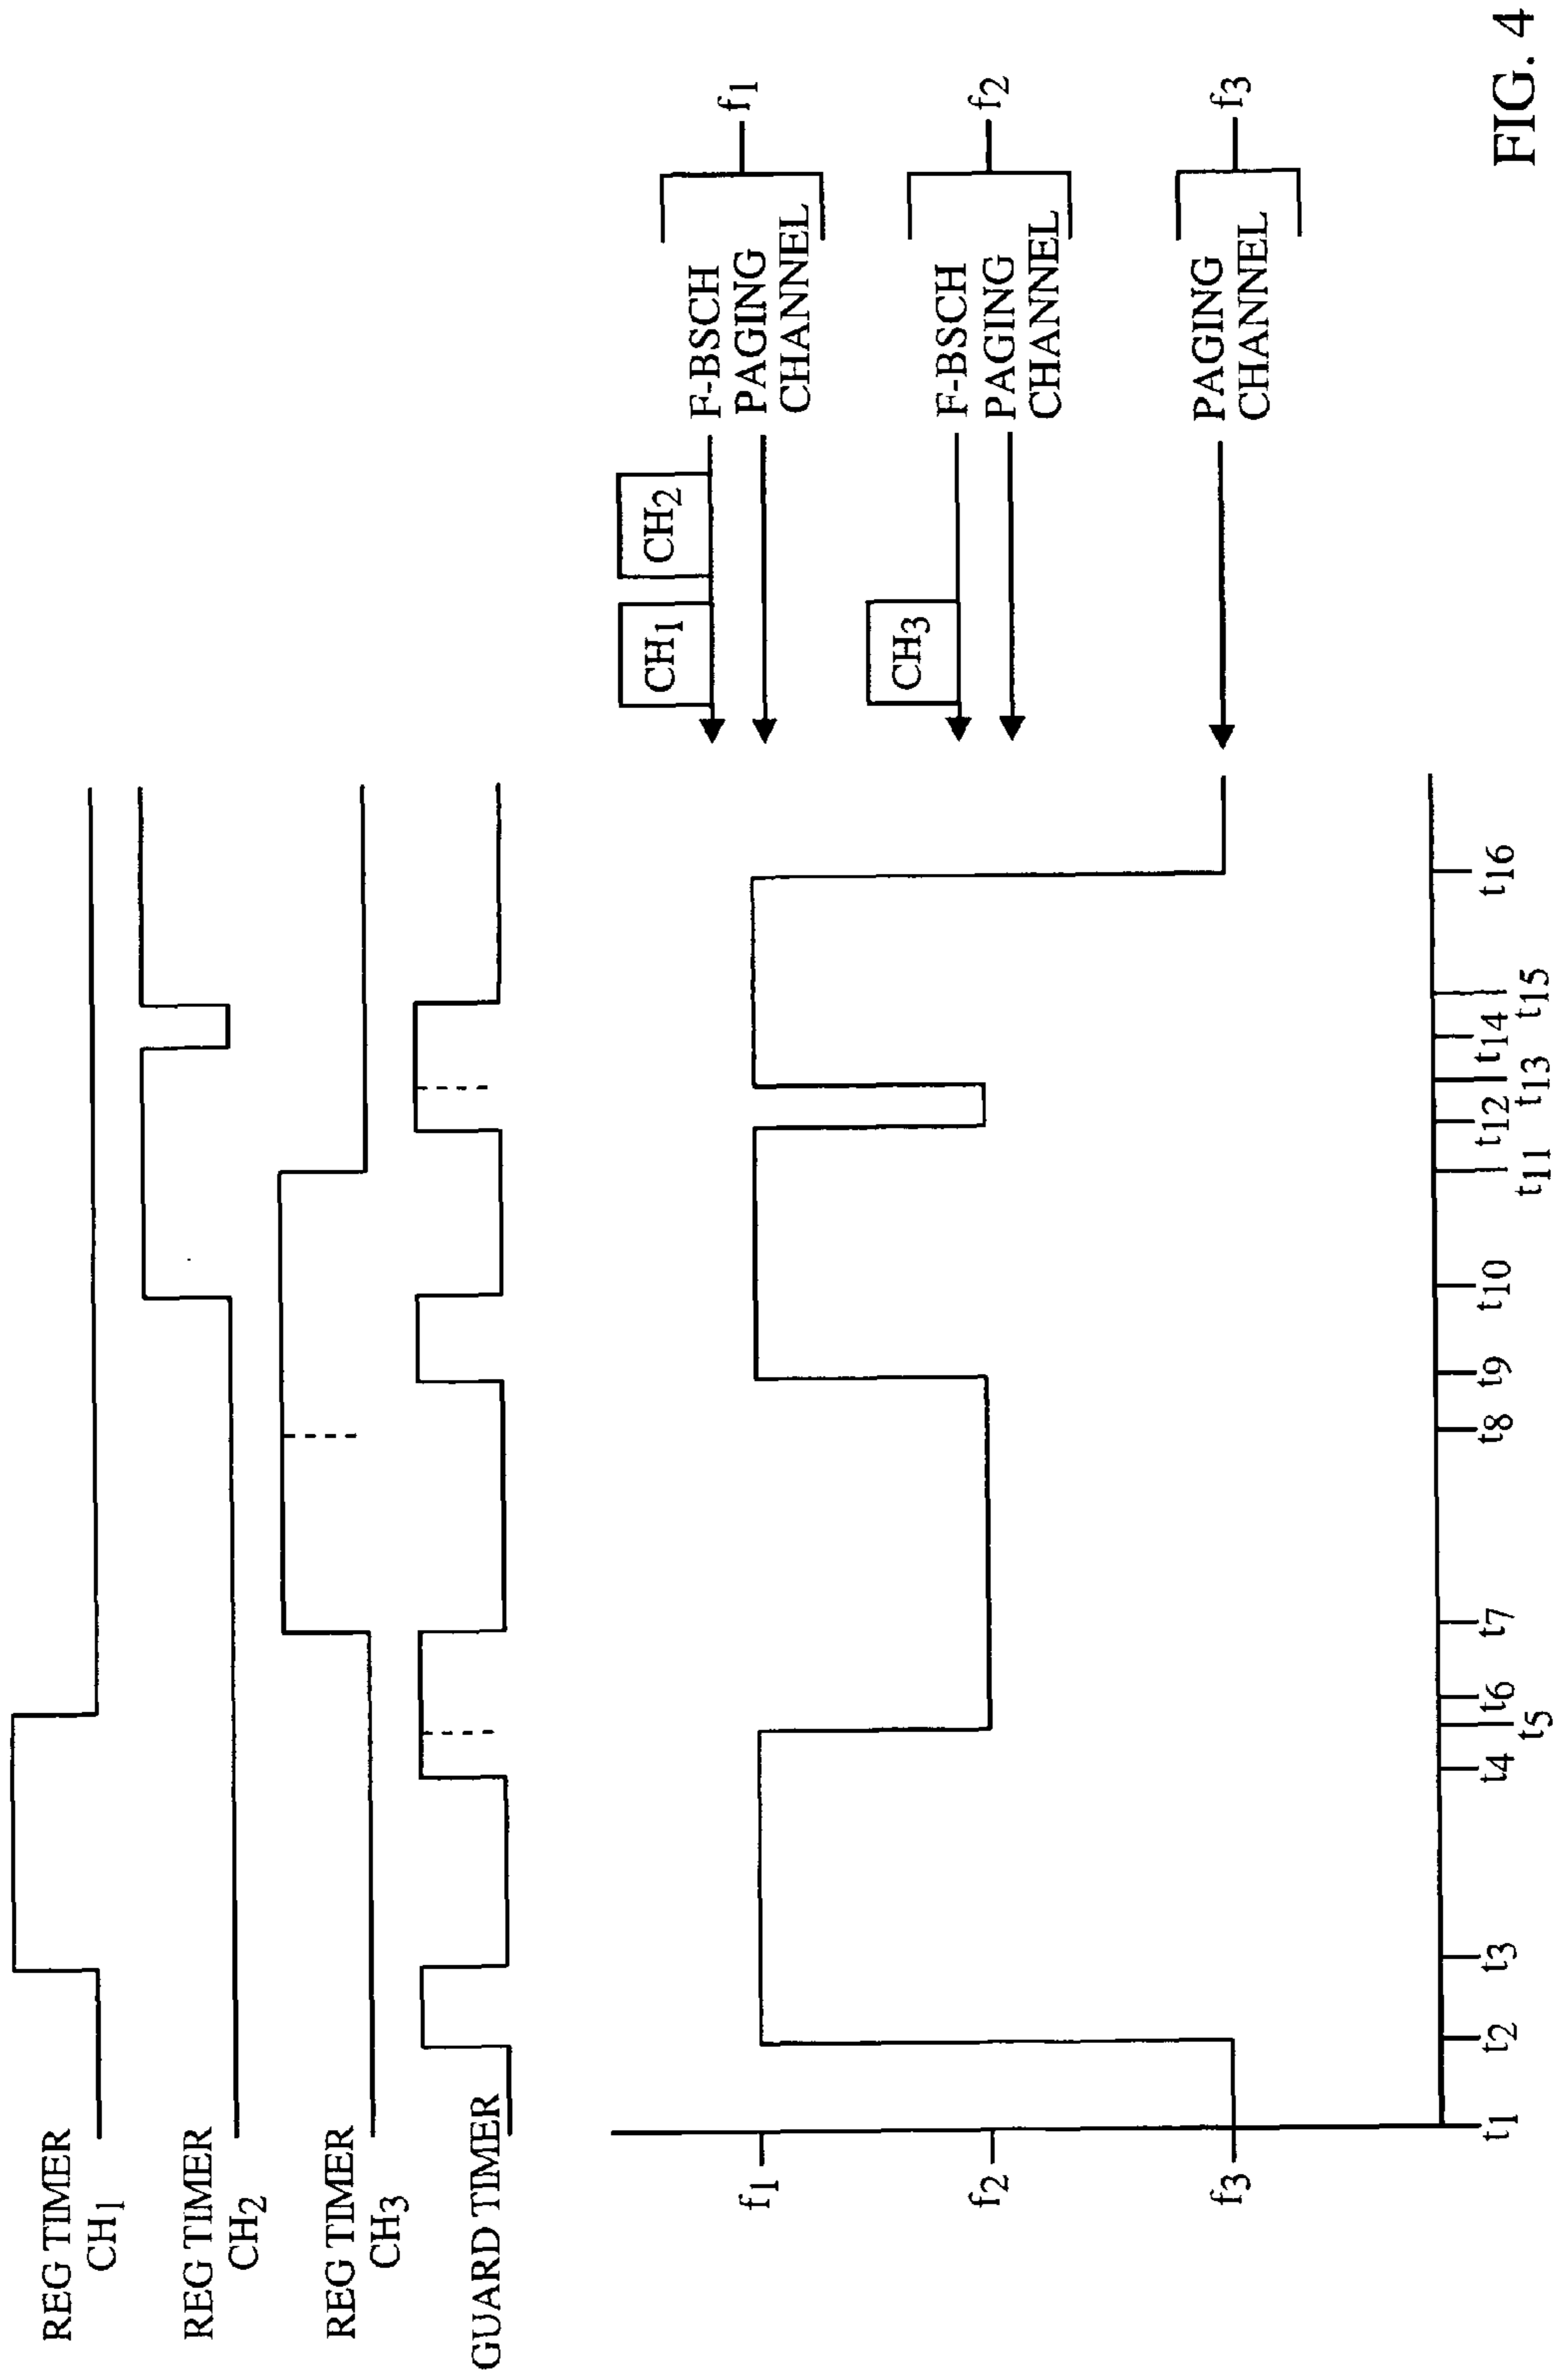 REG TIMER
CH1
REG TIMER
CH2
REG TIMER
CH3
GUARD TIMER
CH1
CH2
F-BSCH
PAGING
CHANNEL
f1
CH3
F-BSCH
PAGING
CHANNEL
f2
PAGING
CHANNEL
f3
f1
f2
f3
t1
t2
t3
t4
t5
t6
t7
t8
t9
t10
t11
t12
t13
t14
t15
t16
FIG. 4